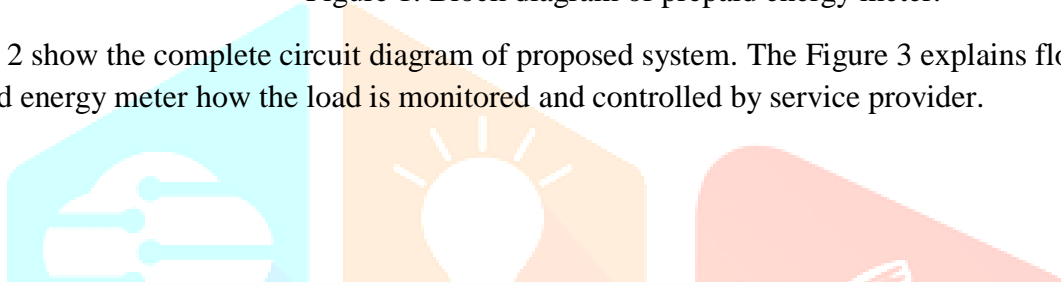 Figure 1. Block diagram of prepaid energy meter.
2 show the complete circuit diagram of proposed system. The Figure 3 explains flo
d energy meter how the load is monitored and controlled by service provider.